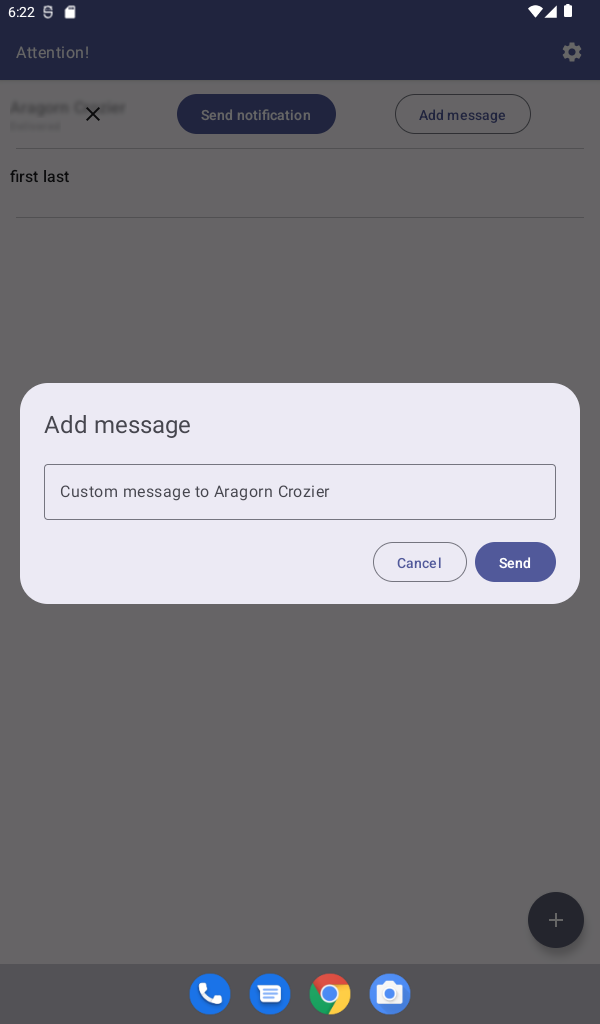 6:22
Attention!
Aragorn Crozier
Send notification
Add message
first last
Add message
Custom message to Aragorn Crozier
Cancel
Send